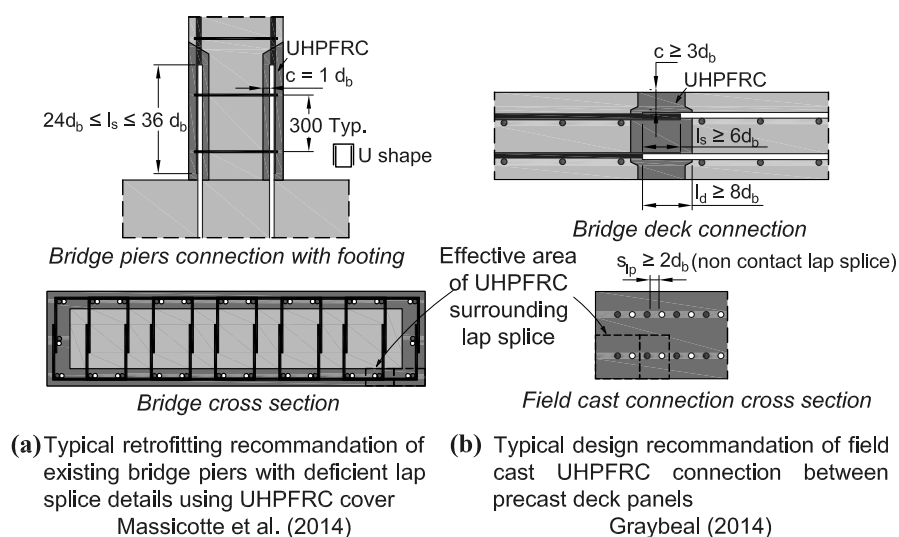 UHPFRC
c = 1 d_b
24d_b ≤ l_s ≤ 36 d_b
300 Typ.
U shape
Bridge piers connection with footing
c ≥ 3d_b
UHPFRC
l_s ≥ 6d_b
l_d ≥ 8d_b
Bridge deck connection
Effective area
of UHPFRC
surrounding
lap splice
s_lp ≥ 2d_b (non contact lap splice)
Bridge cross section
Field cast connection cross section
(a) Typical retrofitting recommandation of
existing bridge piers with deficient lap
splice details using UHPFRC cover
Massicotte et al. (2014)
(b) Typical design recommandation of field
cast UHPFRC connection between
precast deck panels
Graybeal (2014)